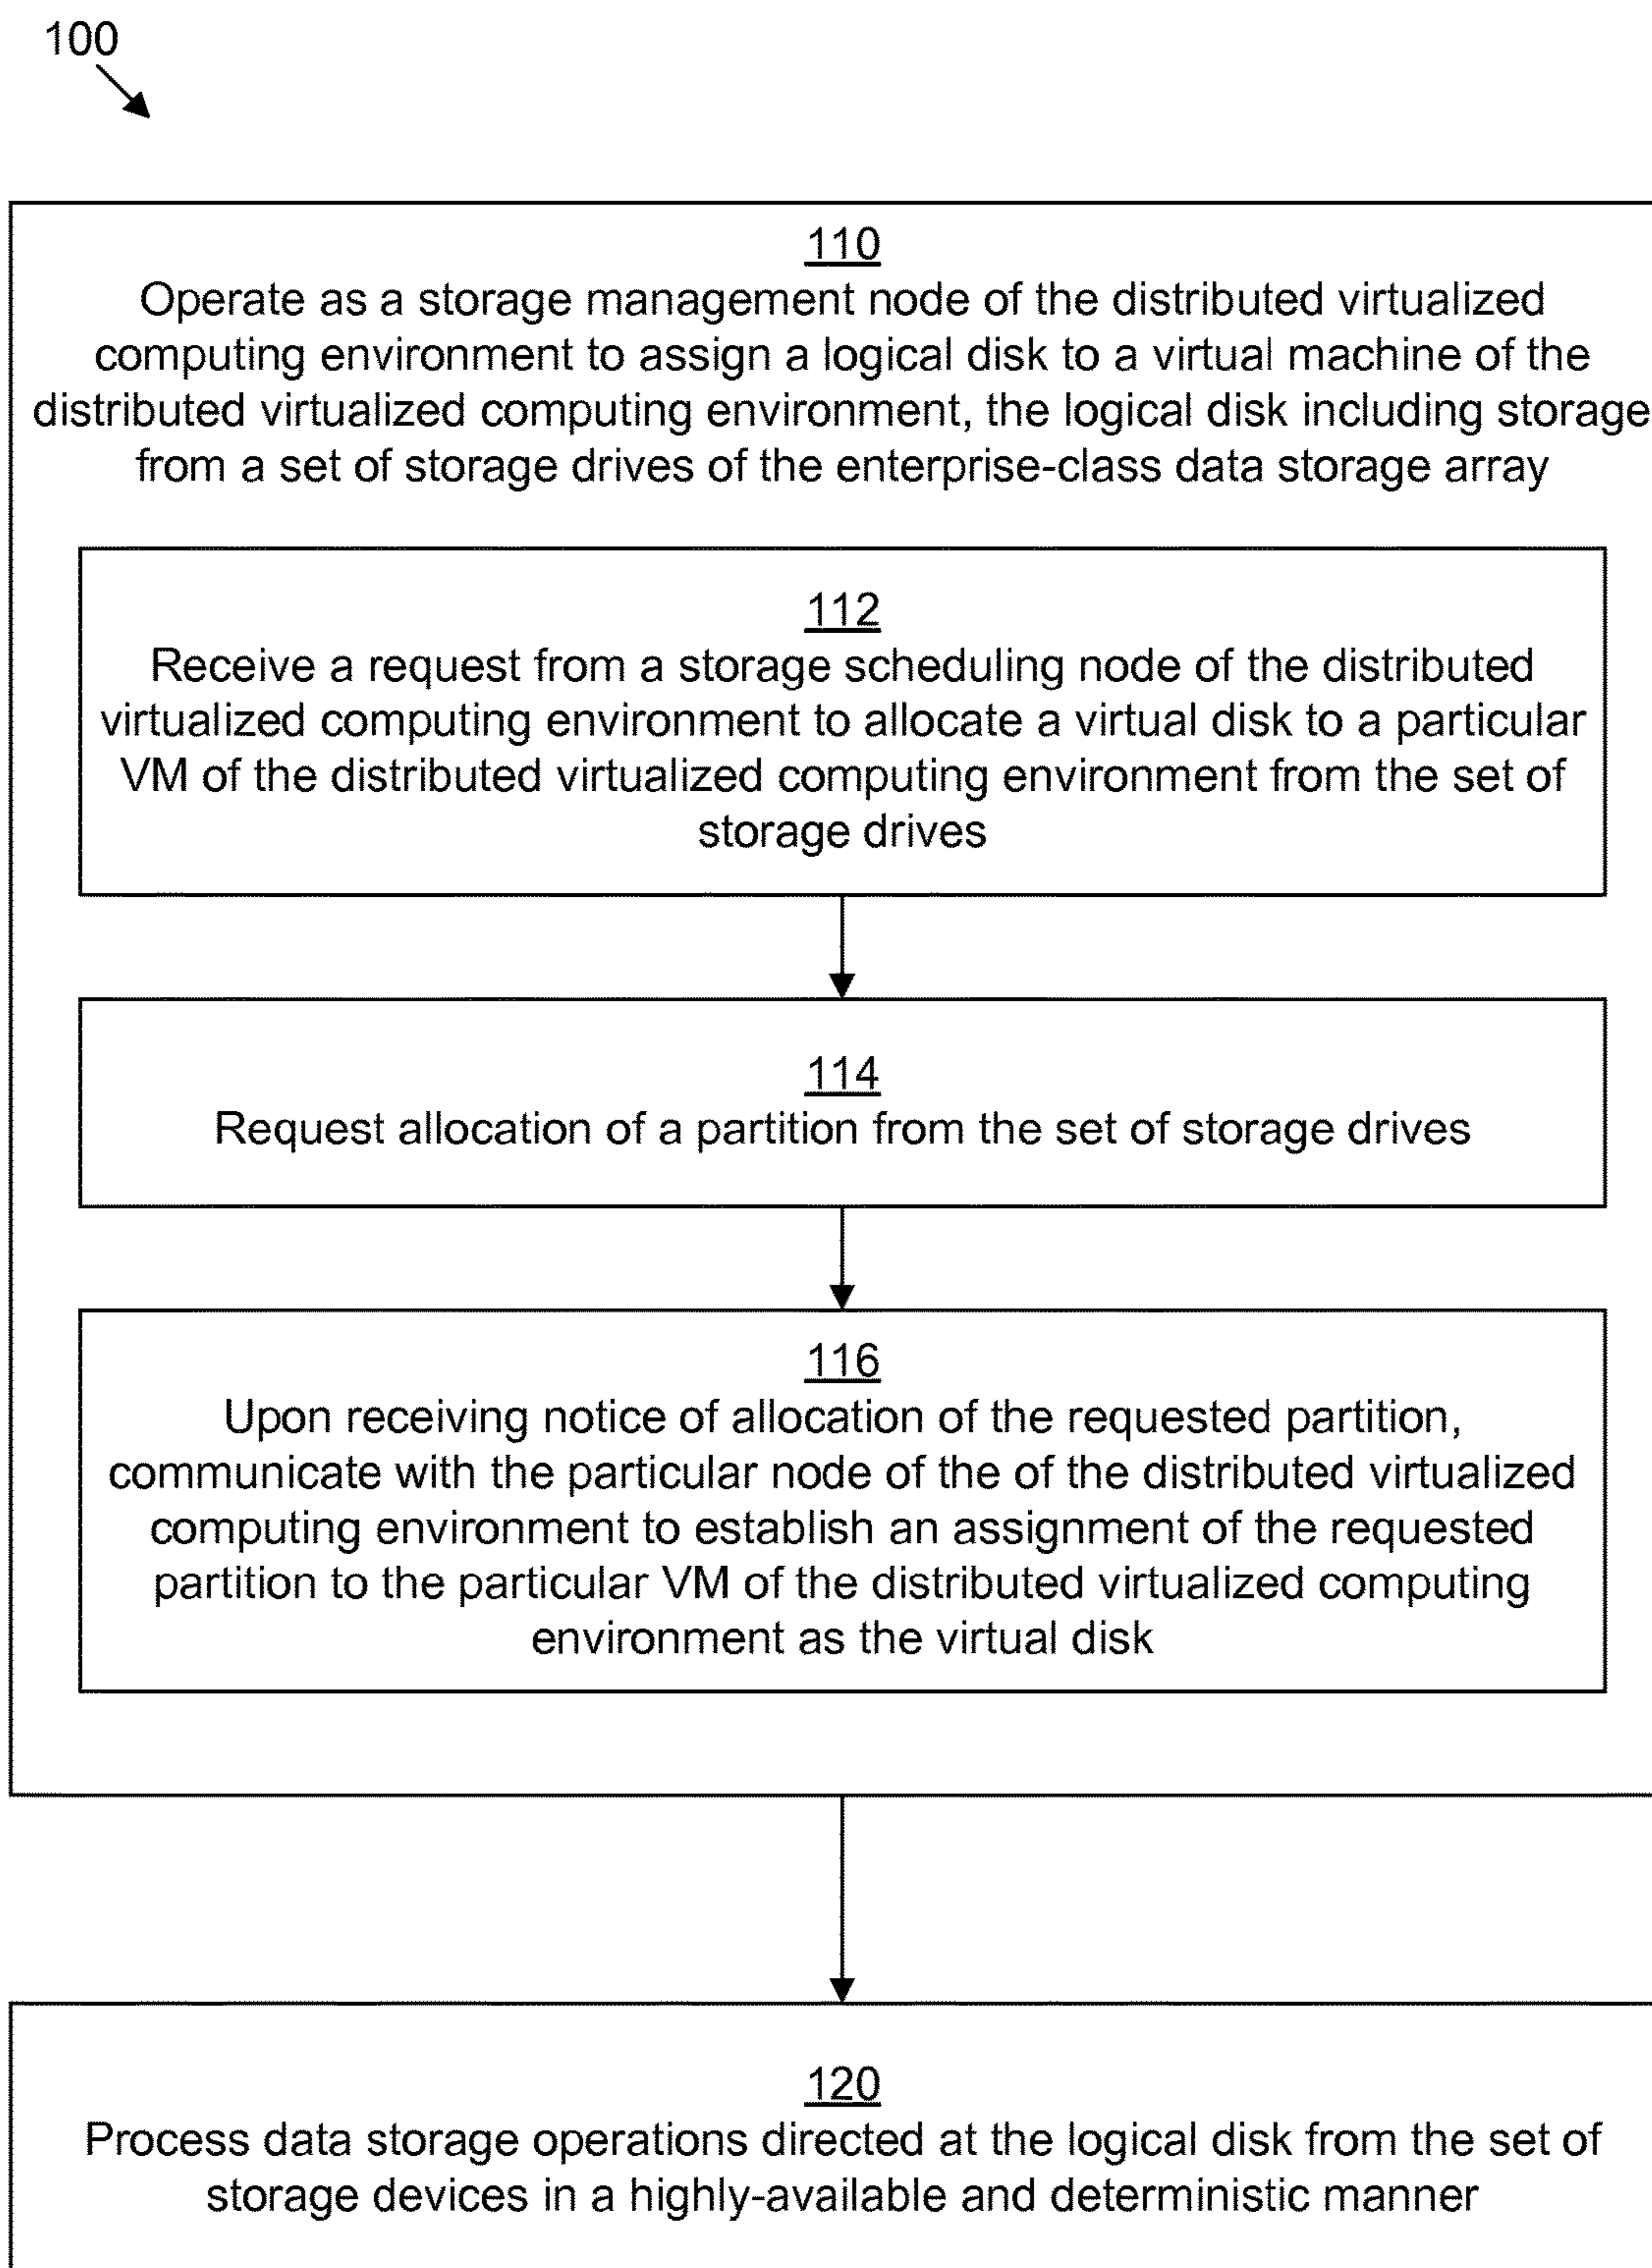 100
110
Operate as a storage management node of the distributed virtualized
computing environment to assign a logical disk to a virtual machine of the
distributed virtualized computing environment, the logical disk including storage
from a set of storage drives of the enterprise-class data storage array
112
Receive a request from a storage scheduling node of the distributed
virtualized computing environment to allocate a virtual disk to a particular
VM of the distributed virtualized computing environment from the set of
storage drives
114
Request allocation of a partition from the set of storage drives
116
Upon receiving notice of allocation of the requested partition,
communicate with the particular node of the of the distributed virtualized
computing environment to establish an assignment of the requested
partition to the particular VM of the distributed virtualized computing
environment as the virtual disk
120
Process data storage operations directed at the logical disk from the set of
storage devices in a highly-available and deterministic manner